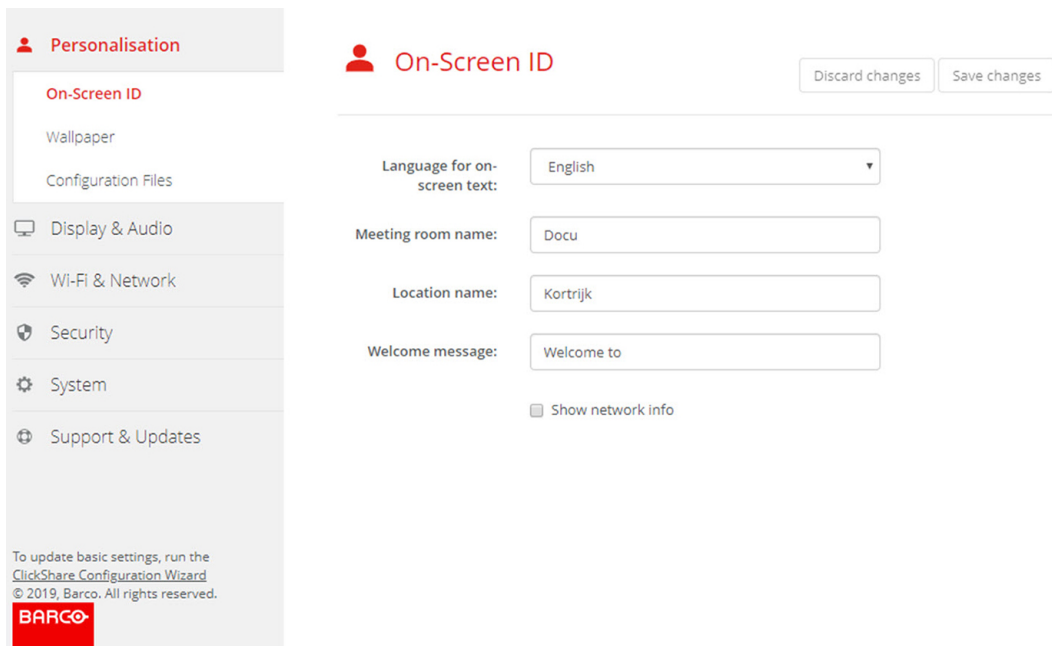 Personalisation
On-Screen ID
Wallpaper
Configuration Files
Display & Audio
Wi-Fi & Network
Security
System
Support & Updates
To update basic settings, run the
ClickShare Configuration Wizard
© 2019, Barco. All rights reserved.
BARCO
On-Screen ID
Discard changes
Save changes
Language for on-
screen text:
English
Meeting room name:
Docu
Location name:
Kortrijk
Welcome message:
Welcome to
Show network info